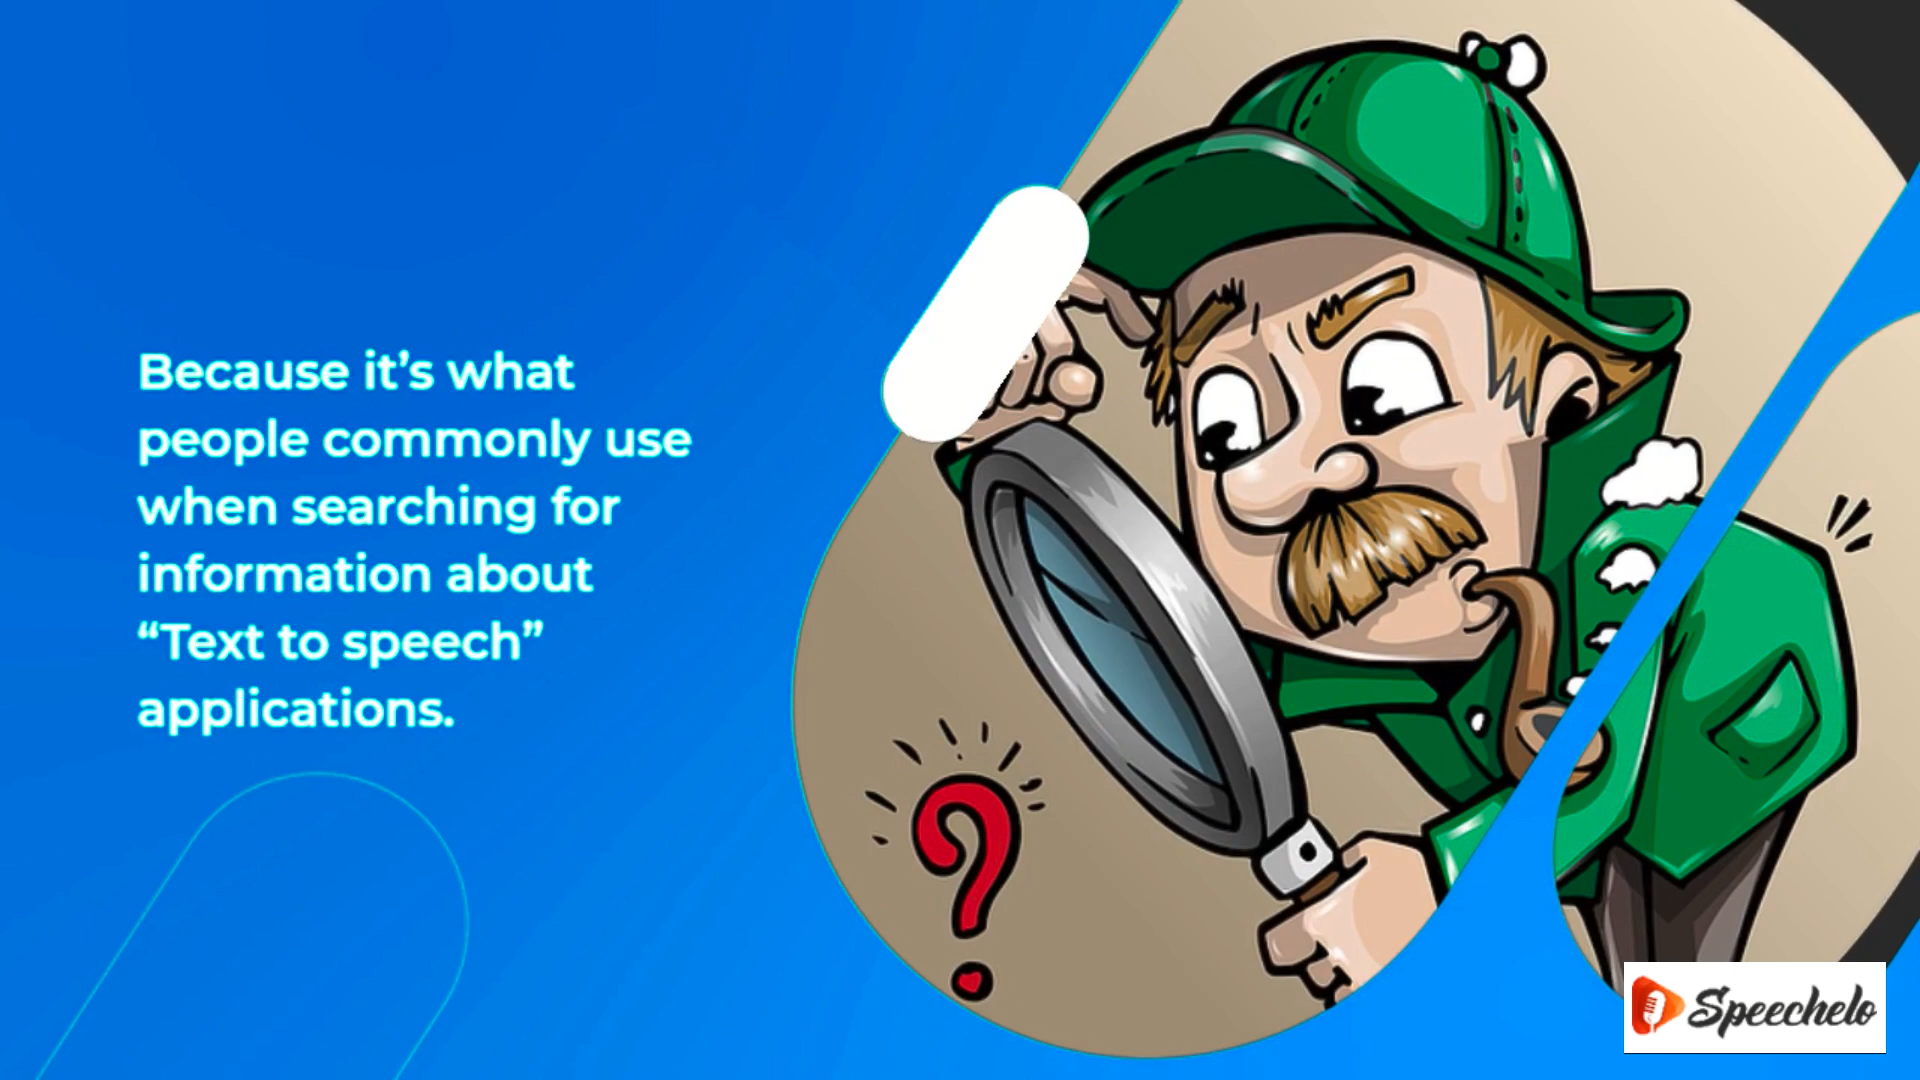 Because it’s what
people commonly use
when searching for
information about
“Text to speech”
applications.
?
Speechelo